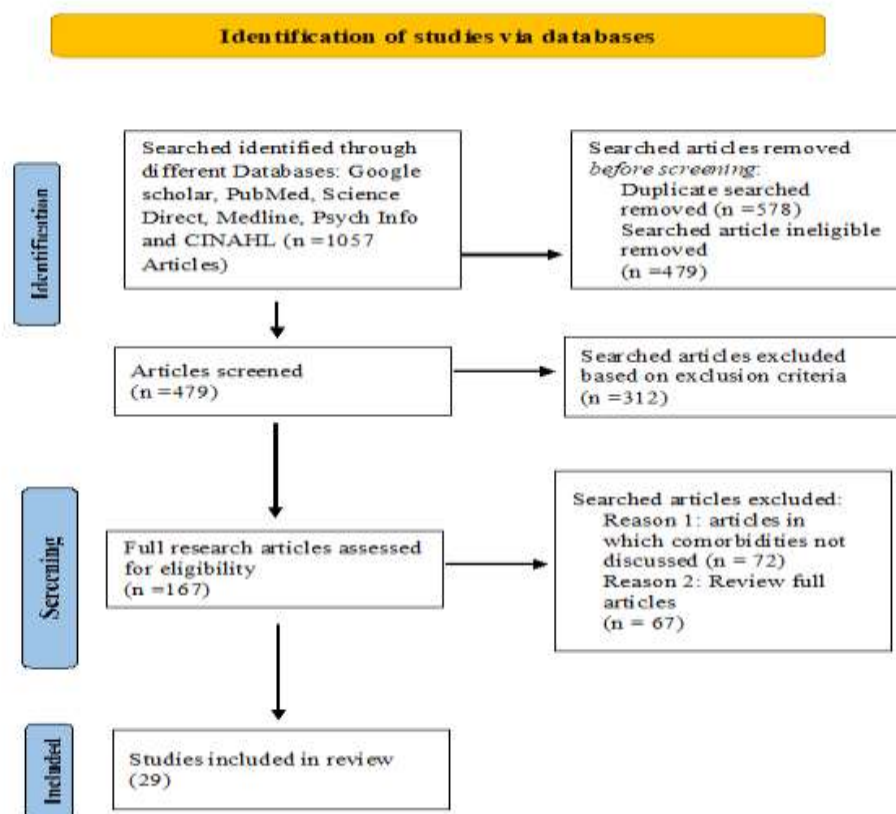 Identification of studies via databases
Identification
Searched identified through
different Databases: Google
scholar, PubMed, Science
Direct, Medline, Psych Info
and CINAHL (n =1057
Articles)
Searched articles removed
before screening:
Duplicate searched
removed (n =578)
Searched article ineligible
removed
(n =479)
Articles screened
(n =479)
Searched articles excluded
based on exclusion criteria
(n =312)
Screening
Full research articles assessed
for eligibility
(n =167)
Searched articles excluded:
Reason 1: articles in
which comorbidities not
discussed (n = 72)
Reason 2: Review full
articles
(n = 67)
Included
Studies included in review
(29)